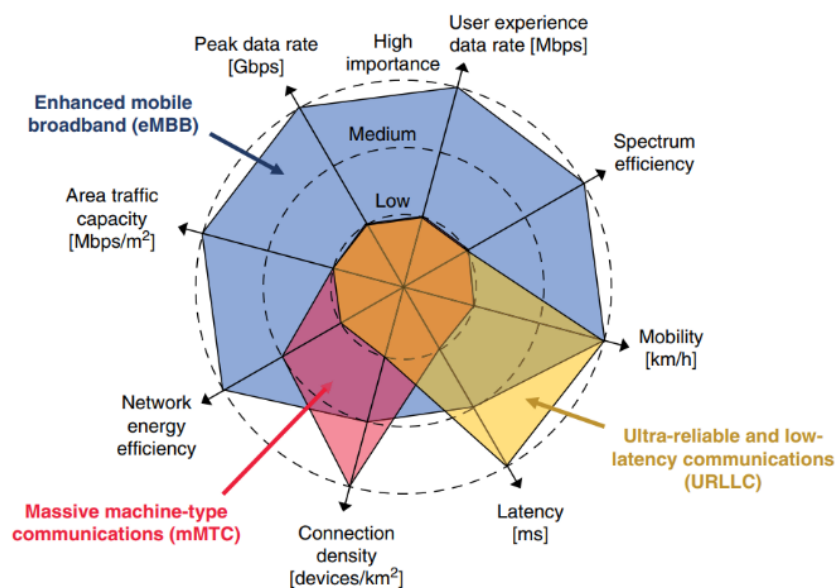 User experience
data rate [Mbps]
High
importance
Peak data rate
[Gbps]
Enhanced mobile
broadband (eMBB)
Medium
Spectrum
efficiency
Low
Area traffic
capacity
[Mbps/m²]
Mobility
[km/h]
Network
energy
efficiency
Ultra-reliable and low-
latency communications
(URLLC)
Massive machine-type
communications (mMTC)
Latency
[ms]
Connection
density
[devices/km²]